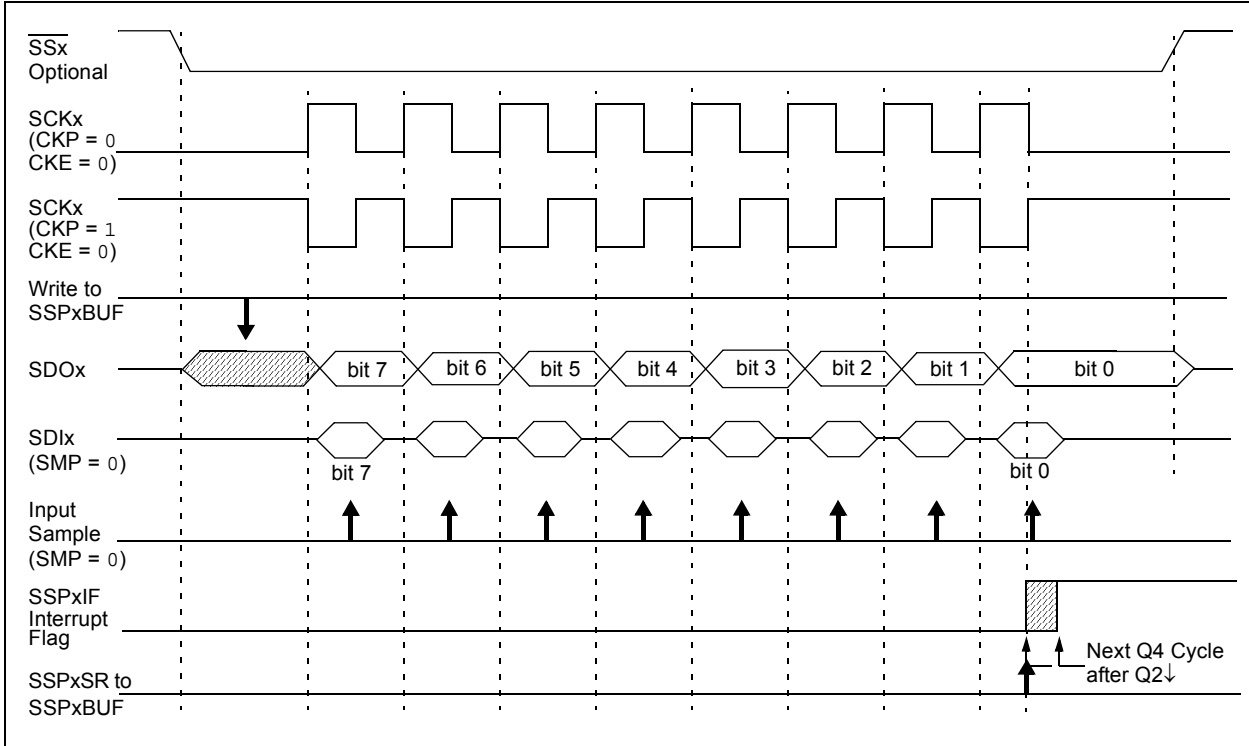 SSx
Optional
SCKx
(CKP = 0
CKE = 0)
SCKx
(CKP = 1
CKE = 0)
Write to
SSPxBUF
SDOx
bit 7
bit 6
bit 5
bit 4
bit 3
bit 2
bit 1
bit 0
SDIx
(SMP = 0)
bit 7
bit 0
Input
Sample
(SMP = 0)
SSPxIF
Interrupt
Flag
Next Q4 Cycle
after Q2↓
SSPxSR to
SSPxBUF